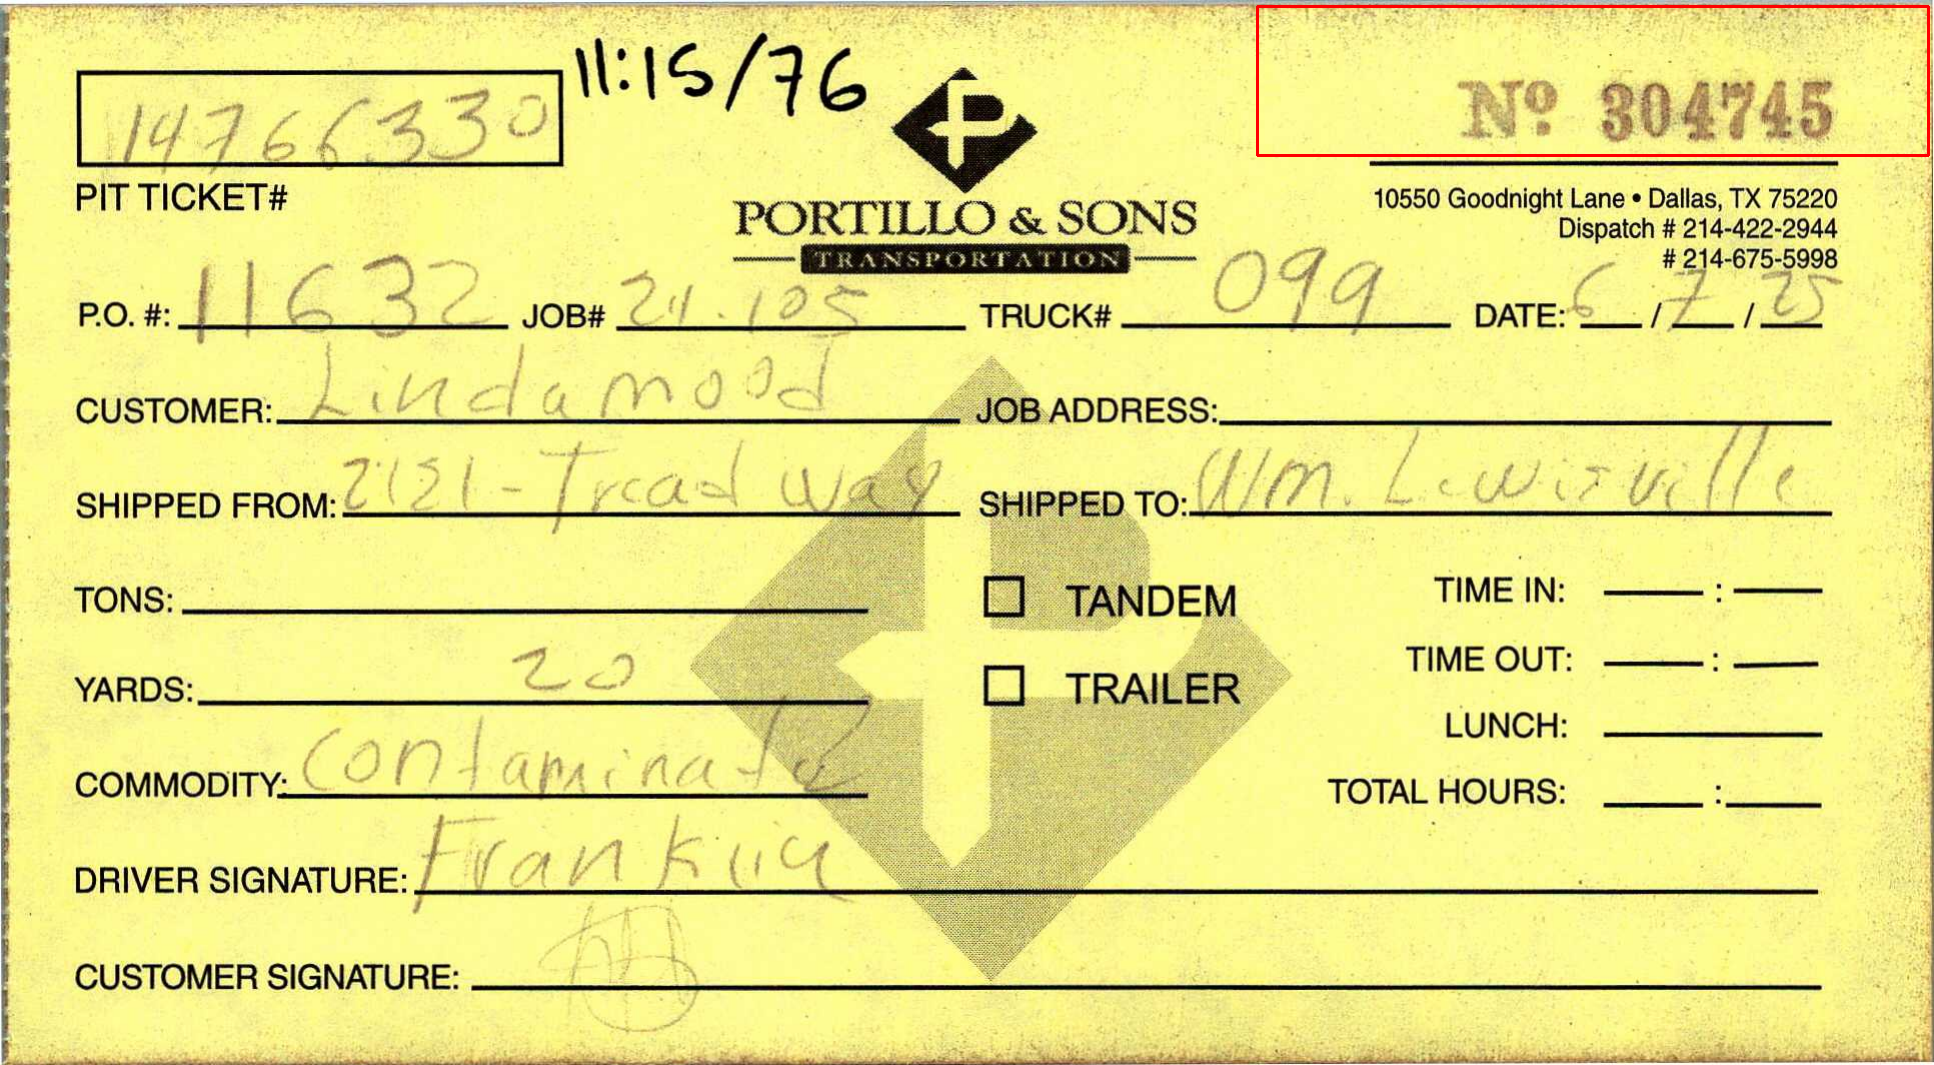 11:15/76
14766330
Nº 304745
PIT TICKET#
PORTILLO & SONS
TRANSPORTATION
10550 Goodnight Lane • Dallas, TX 75220
Dispatch # 214-422-2944
# 214-675-5998
P.O. #: 11632 JOB# 24.105 TRUCK# 099 DATE: 6/7/25
CUSTOMER: Lindamood JOB ADDRESS:
SHIPPED FROM: 2121-Treadway SHIPPED TO: Wm. Lewisville
TONS:
TANDEM
TIME IN: :
TIME OUT: :
YARDS: 20
TRAILER
LUNCH:
COMMODITY: Contaminate
TOTAL HOURS: :
DRIVER SIGNATURE: Franklin
CUSTOMER SIGNATURE: